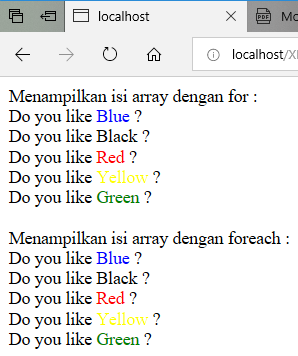 localhost
Mo
localhost/X
Menampilkan isi array dengan for :
Do you like Blue ?
Do you like Black ?
Do you like Red ?
Do you like Yellow ?
Do you like Green ?
Menampilkan isi array dengan foreach :
Do you like Blue ?
Do you like Black ?
Do you like Red ?
Do you like Yellow ?
Do you like Green ?